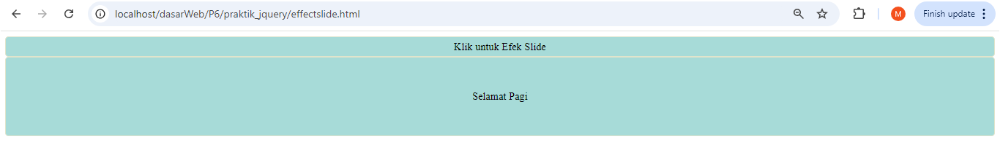 localhost/dasarWeb/P6/praktik_jquery/effectslide.html
M
Finish update
Klik untuk Efek Slide
Selamat Pagi